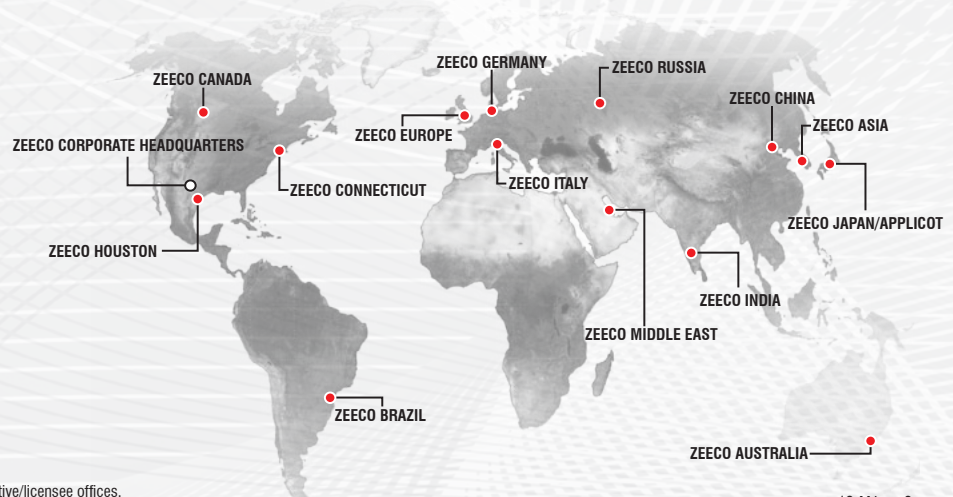 ZEECO GERMANY
ZEECO RUSSIA
ZEECO CANADA
ZEECO CHINA
ZEECO ASIA
ZEECO EUROPE
ZEECO CORPORATE HEADQUARTERS
ZEECO ITALY
ZEECO CONNECTICUT
ZEECO JAPAN/APPLICOT
ZEECO HOUSTON
ZEECO INDIA
ZEECO MIDDLE EAST
ZEECO BRAZIL
ZEECO AUSTRALIA
tive/licensee offices.